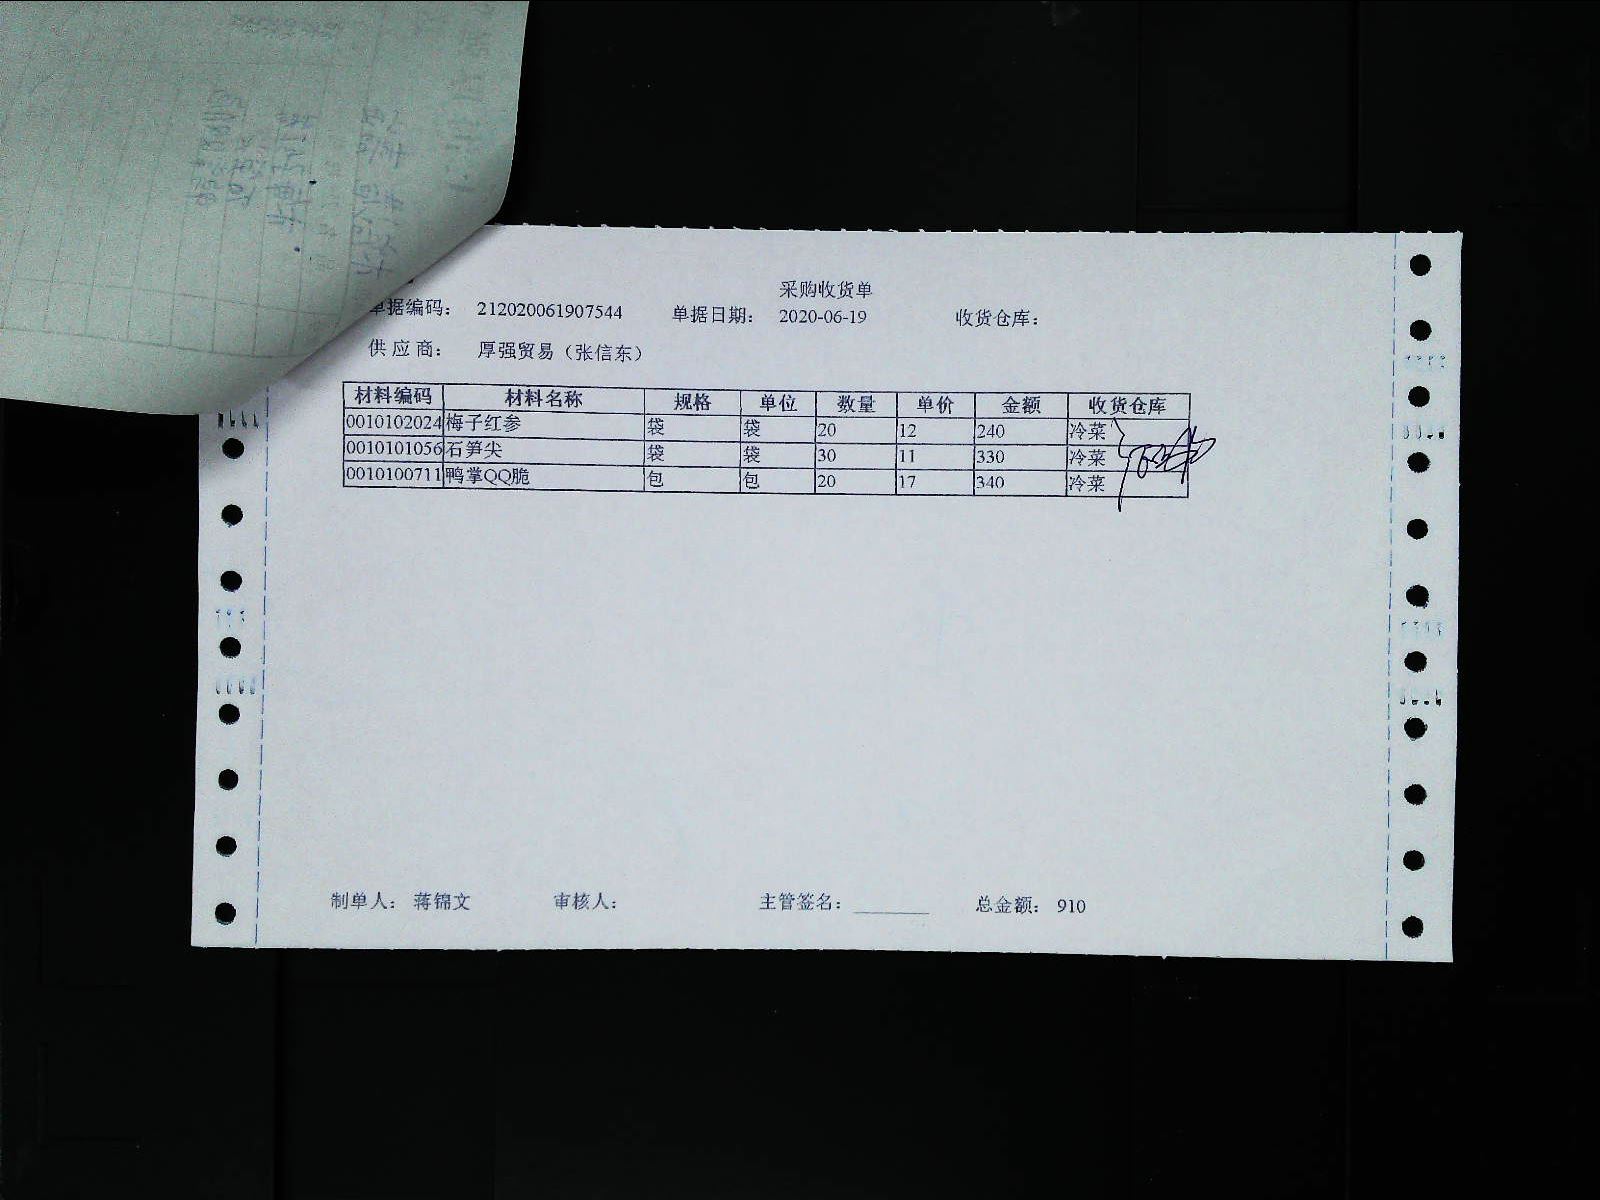 采购收货单
单据编码： 212020061907544 单据日期： 2020-06-19 收货仓库：
供应商： 厚强贸易（张信东）
材料编码 材料名称 规格 单位 数量 单价 金额 收货仓库
0010102024 梅子红参 袋 袋 20 12 240 冷菜
0010101056 石笋尖 袋 袋 30 11 330 冷菜
0010100711 鸭掌QQ脆 包 包 20 17 340 冷菜
制单人： 蒋锦文 审核人： 主管签名： 总金额： 910